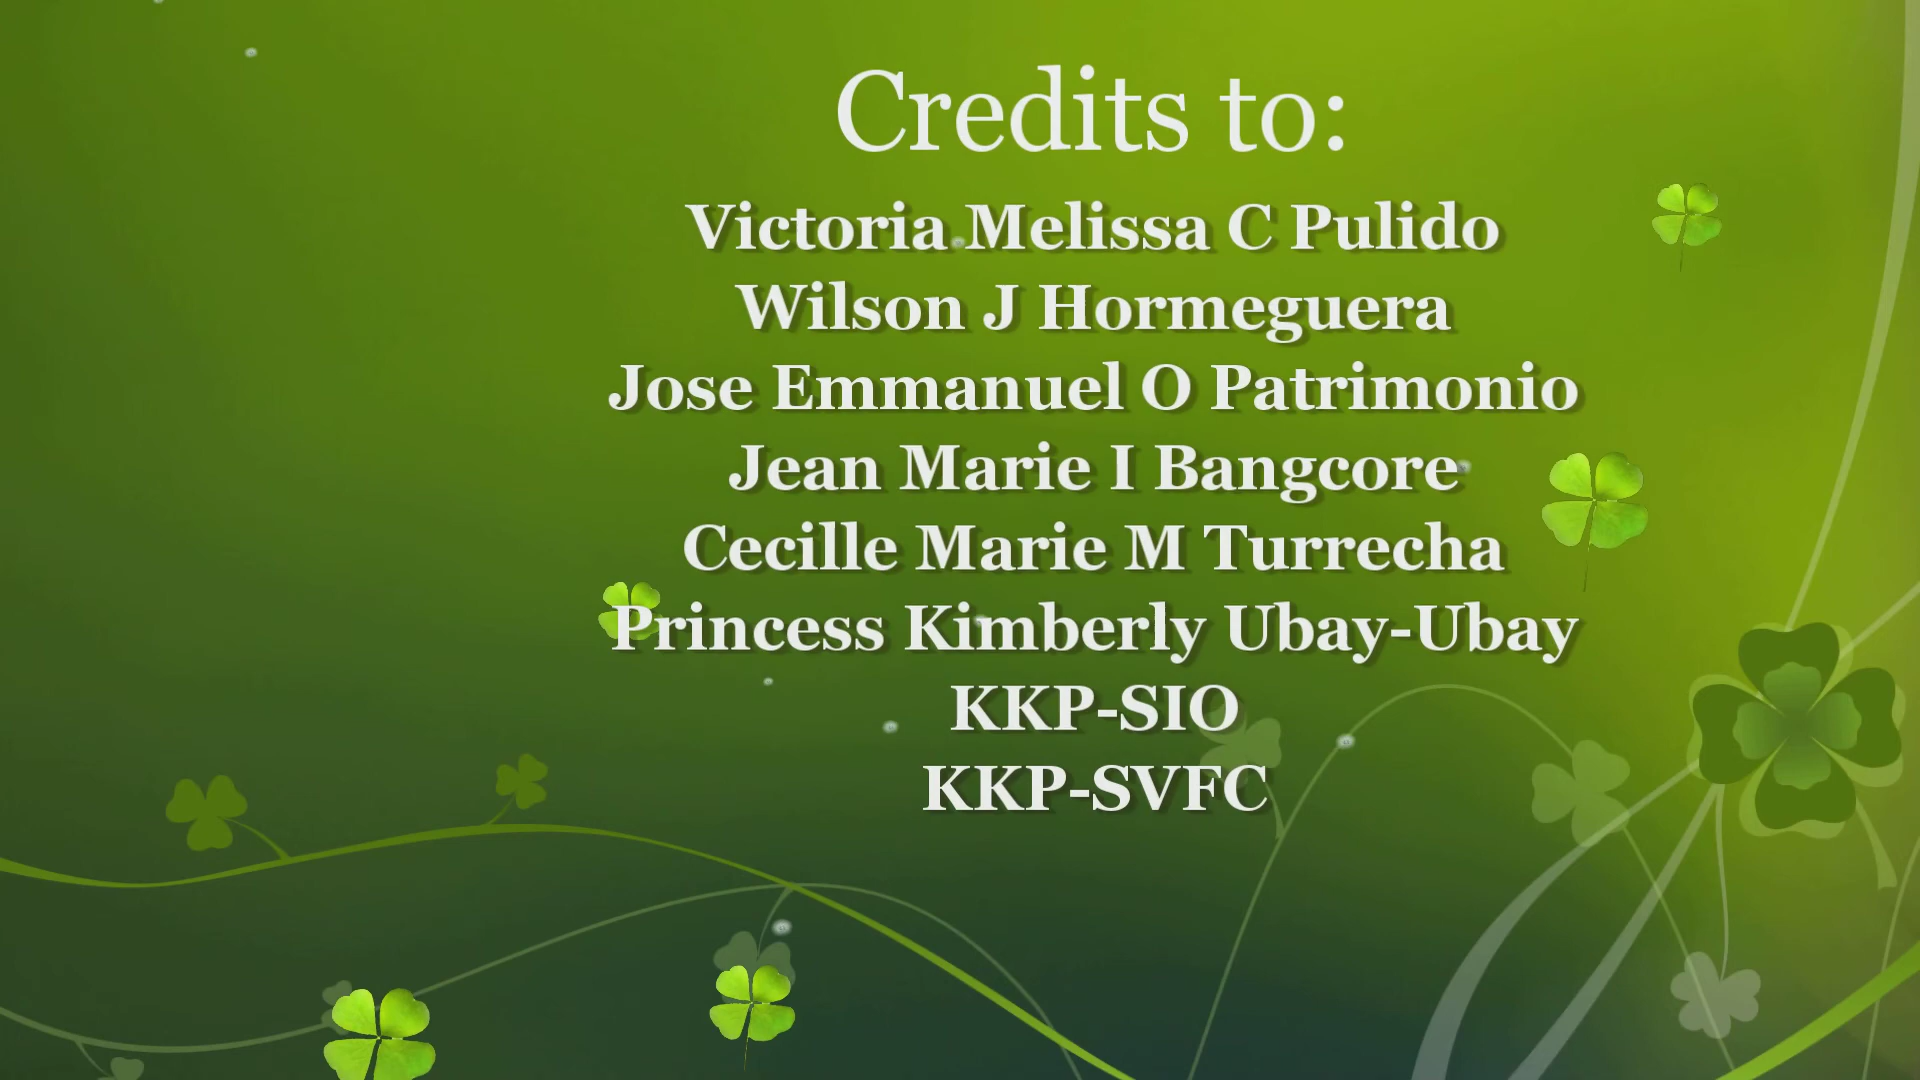 Credits to:
Victoria Melissa C Pulido
Wilson J Hormeguera
Jose Emmanuel O Patrimonio
Jean Marie I Bangcore
Cecille Marie M Turrecha
Princess Kimberly Ubay-Ubay
KKP-SIO
KKP-SVFC